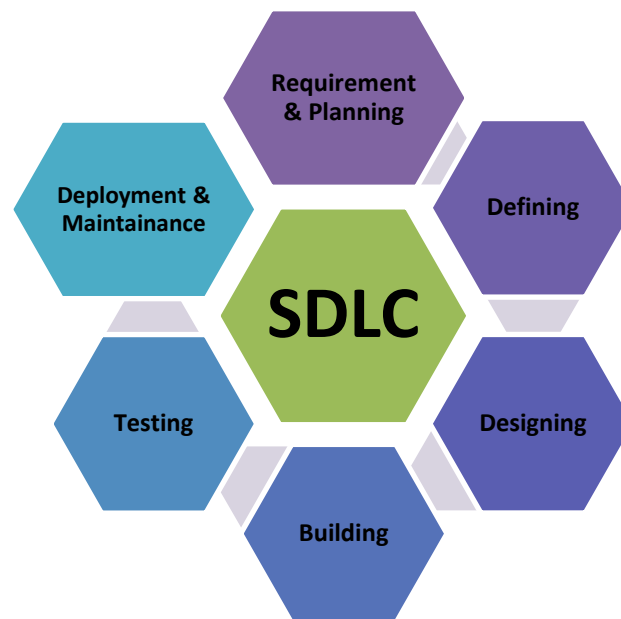 Requirement
& Planning
Deployment &
Maintainance
Defining
SDLC
Testing
Designing
Building